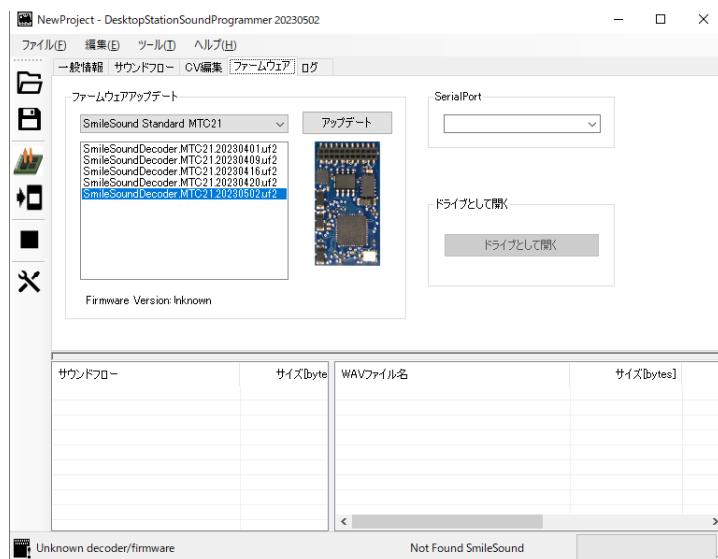 NewProject - DesktopStationSoundProgrammer 20230502
ファイル(F) 編集(E) ツール(T) ヘルプ(H)
一般情報 サウンドフロー CV編集 ファームウェア ログ
ファームウェアアップデート
SmileSound Standard MTC21
アップデート
SmileSoundDecoder.MTC21.20230401.uf2
SmileSoundDecoder.MTC21.20230409.uf2
SmileSoundDecoder.MTC21.20230416.uf2
SmileSoundDecoder.MTC21.20230420.uf2
SmileSoundDecoder.MTC21.20230502.uf2
Firmware Version: Inknown
SerialPort
ドライブとして開く
ドライブとして開く
サウンドフロー サイズ[byte
WAVファイル名 サイズ[bytes]
Unknown decoder/firmware
Not Found SmileSound